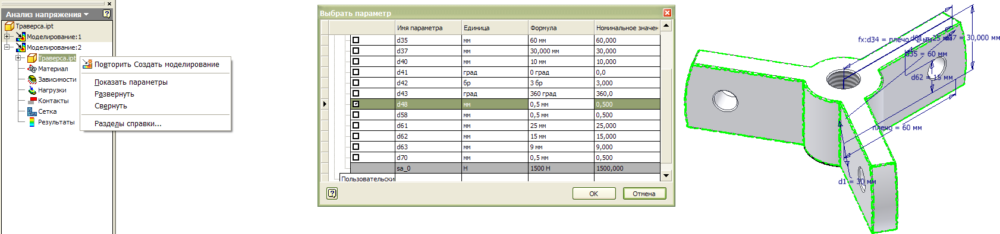 Анализ напряжения
Траверса.ipt
Моделирование:1
Моделирование:2
Траверса.ipt
Материал
Зависимости
Нагрузки
Контакты
Сетка
Результаты
Повторить Создать моделирование
Показать параметры
Развернуть
Свернуть
Разделы справки...
Выбрать параметр
Имя параметра Единица Формула Номинальное значен
d35 мм 60 мм 60,000
d37 мм 30,000 мм 30,000
d40 мм 10 мм 10,000
d41 град 0 град 0,0
d42 бр 3 бр 3,000
d43 град 360 град 360,0
d48 мм 0,5 мм 0,500
d58 мм 0,5 мм 0,500
d61 мм 25 мм 25,000
d62 мм 15 мм 15,000
d63 мм 9 мм 9,000
d70 мм 0,5 мм 0,500
sa_0 Н 1500 Н 1500,000
Пользовательски
OK Отмена
fx:d34 = плечо
d61 = 25 мм
= 30,000 мм
d35 = 60 мм
d62 = 15 мм
плечо = 60 мм
d1 = 30 мм